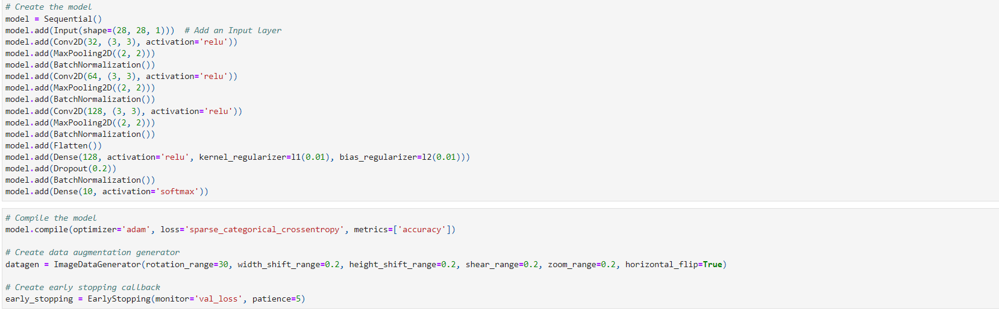 # Create the model
model = Sequential()
model.add(Input(shape=(28, 28, 1)))  # Add an Input layer
model.add(Conv2D(32, (3, 3), activation='relu'))
model.add(MaxPooling2D((2, 2)))
model.add(BatchNormalization())
model.add(Conv2D(64, (3, 3), activation='relu'))
model.add(MaxPooling2D((2, 2)))
model.add(BatchNormalization())
model.add(Conv2D(128, (3, 3), activation='relu'))
model.add(MaxPooling2D((2, 2)))
model.add(BatchNormalization())
model.add(Flatten())
model.add(Dense(128, activation='relu', kernel_regularizer=l1(0.01), bias_regularizer=l2(0.01)))
model.add(Dropout(0.2))
model.add(BatchNormalization())
model.add(Dense(10, activation='softmax'))
# Compile the model
model.compile(optimizer='adam', loss='sparse_categorical_crossentropy', metrics=['accuracy'])
# Create data augmentation generator
datagen = ImageDataGenerator(rotation_range=30, width_shift_range=0.2, height_shift_range=0.2, shear_range=0.2, zoom_range=0.2, horizontal_flip=True)
# Create early stopping callback
early_stopping = EarlyStopping(monitor='val_loss', patience=5)